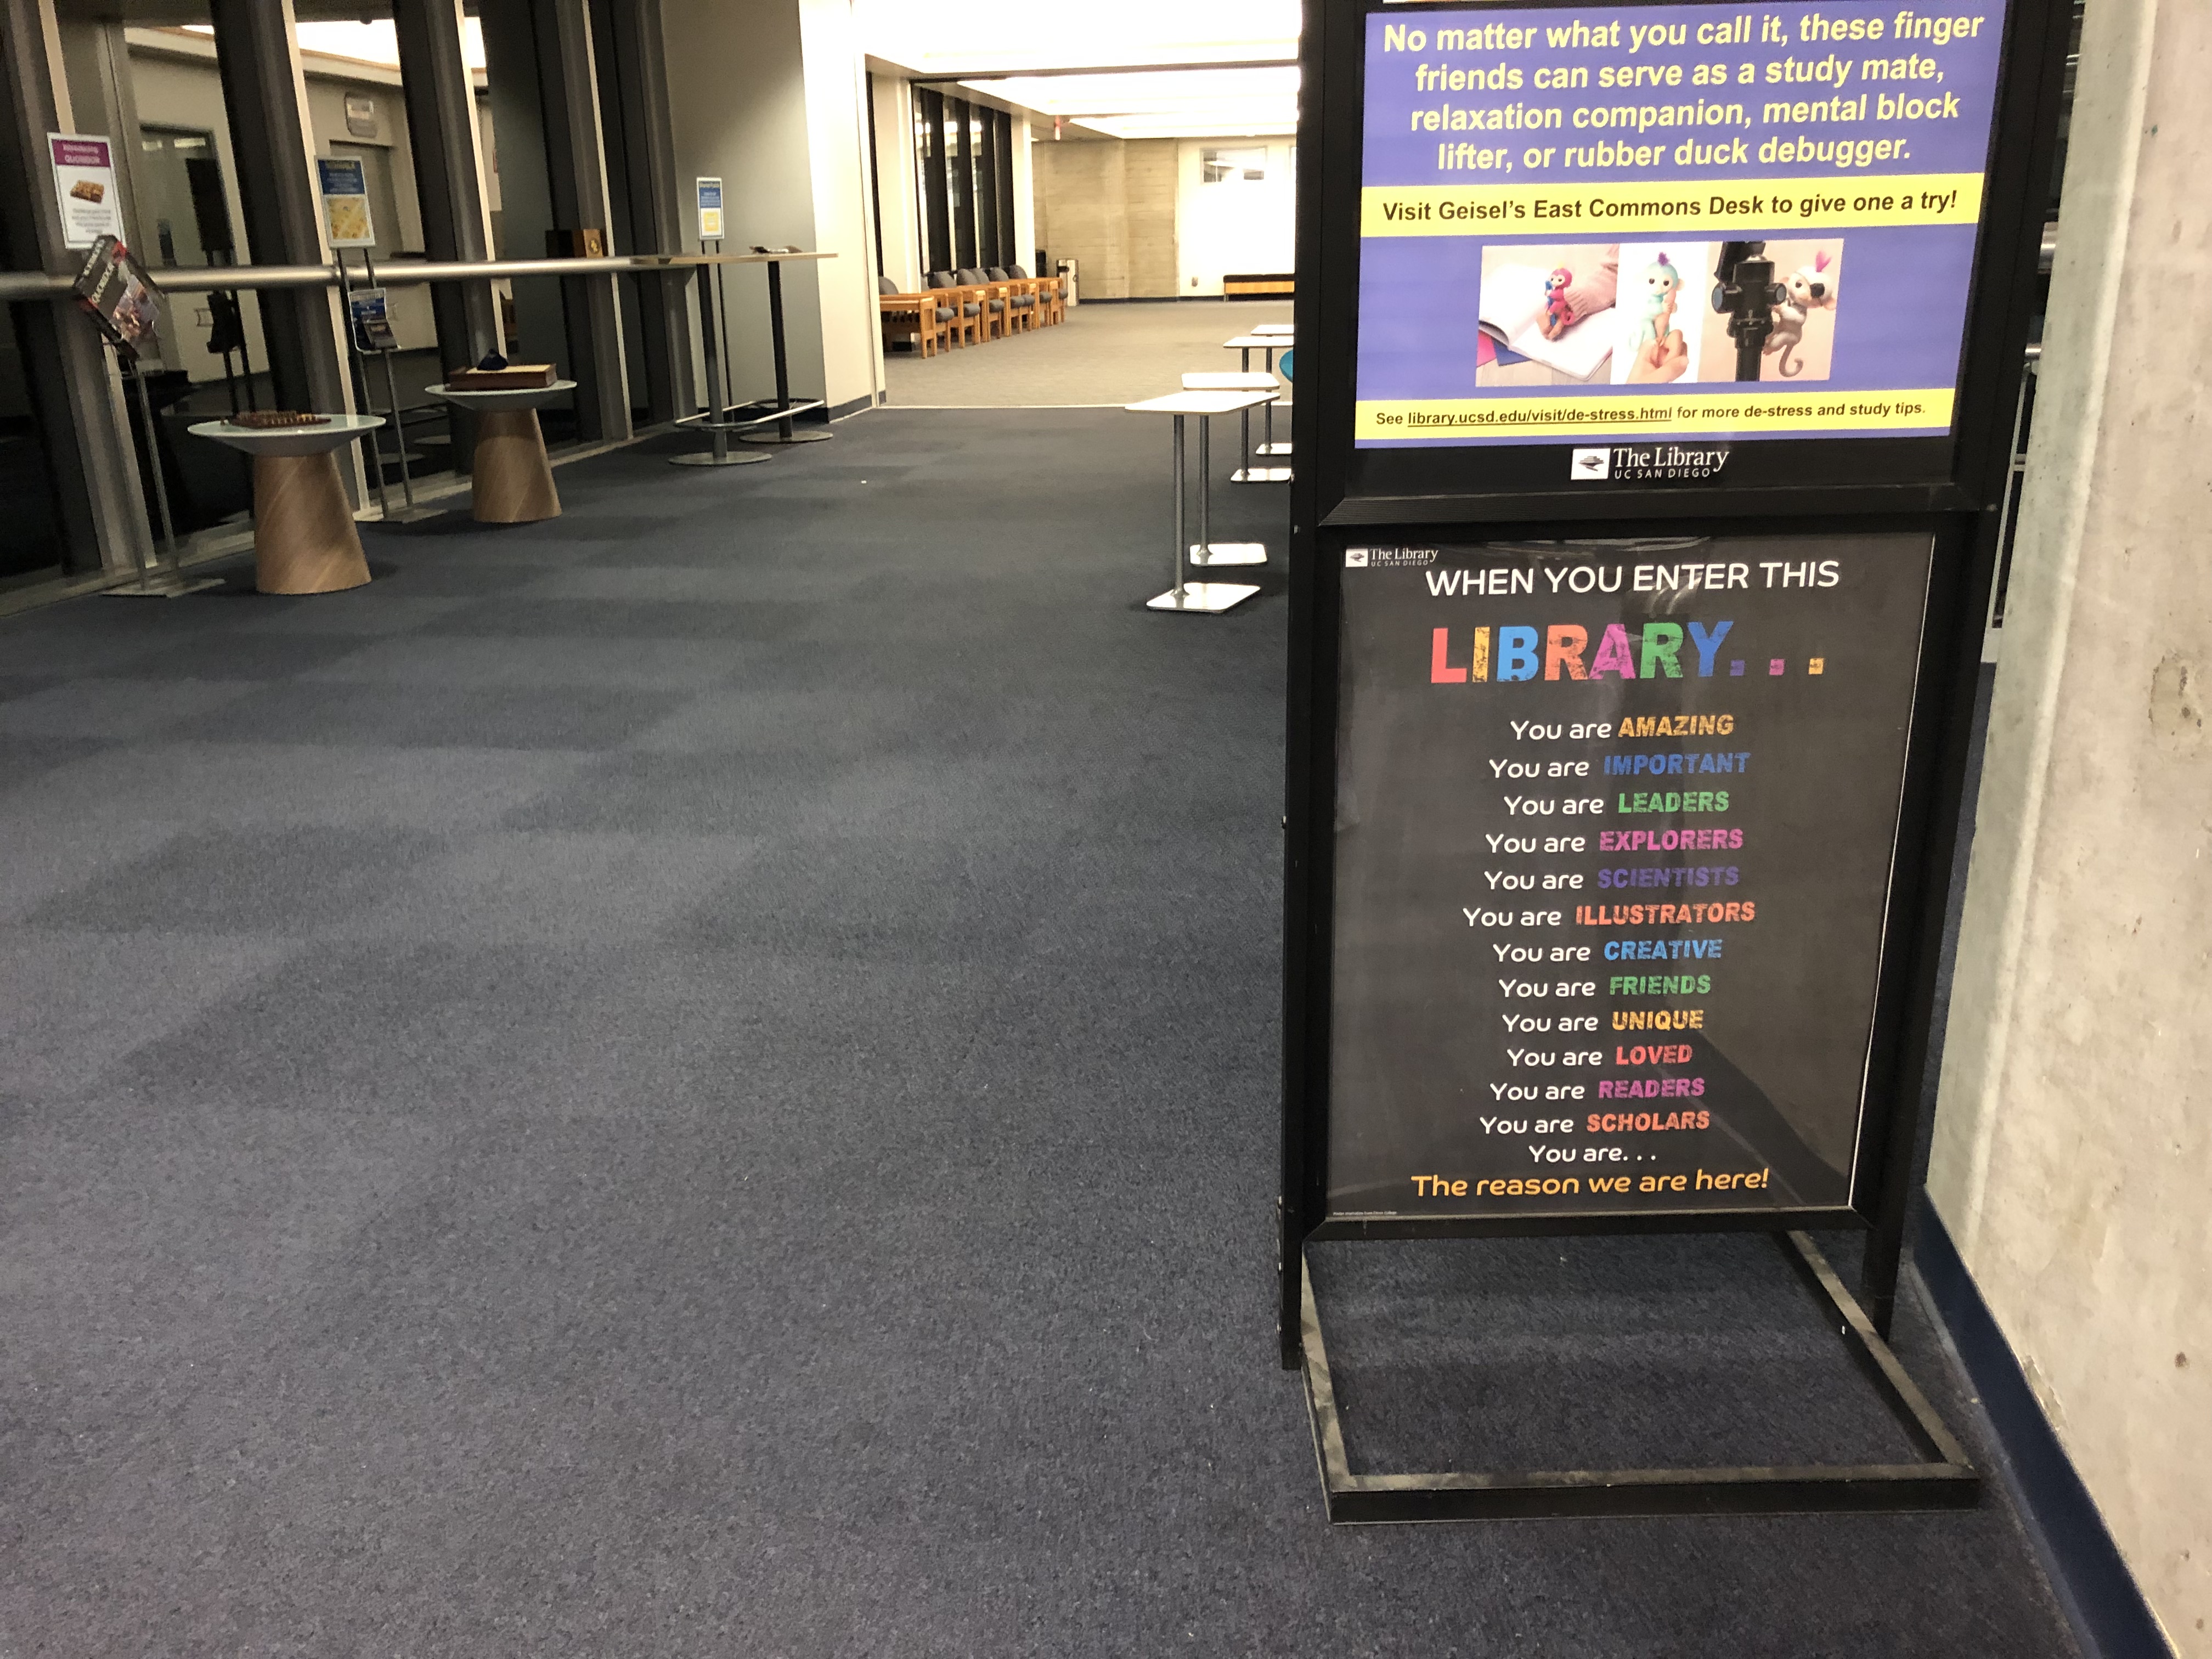 No matter what you call it, these finger
friends can serve as a study mate,
relaxation companion, mental block
lifter, or rubber duck debugger.
Visit Geisel's East Commons Desk to give one a try!
See library.ucsd.edu/visit/de-stress.html for more de-stress and study tips.
The Library
UC SAN DIEGO
The Library
UC SAN DIEGO
WHEN YOU ENTER THIS
LIBRARY...
You are AMAZING
You are IMPORTANT
You are LEADERS
You are EXPLORERS
You are SCIENTISTS
You are ILLUSTRATORS
You are CREATIVE
You are FRIENDS
You are UNIQUE
You are LOVED
You are READERS
You are SCHOLARS
You are...
The reason we are here!
Introducing
QUORIDOR